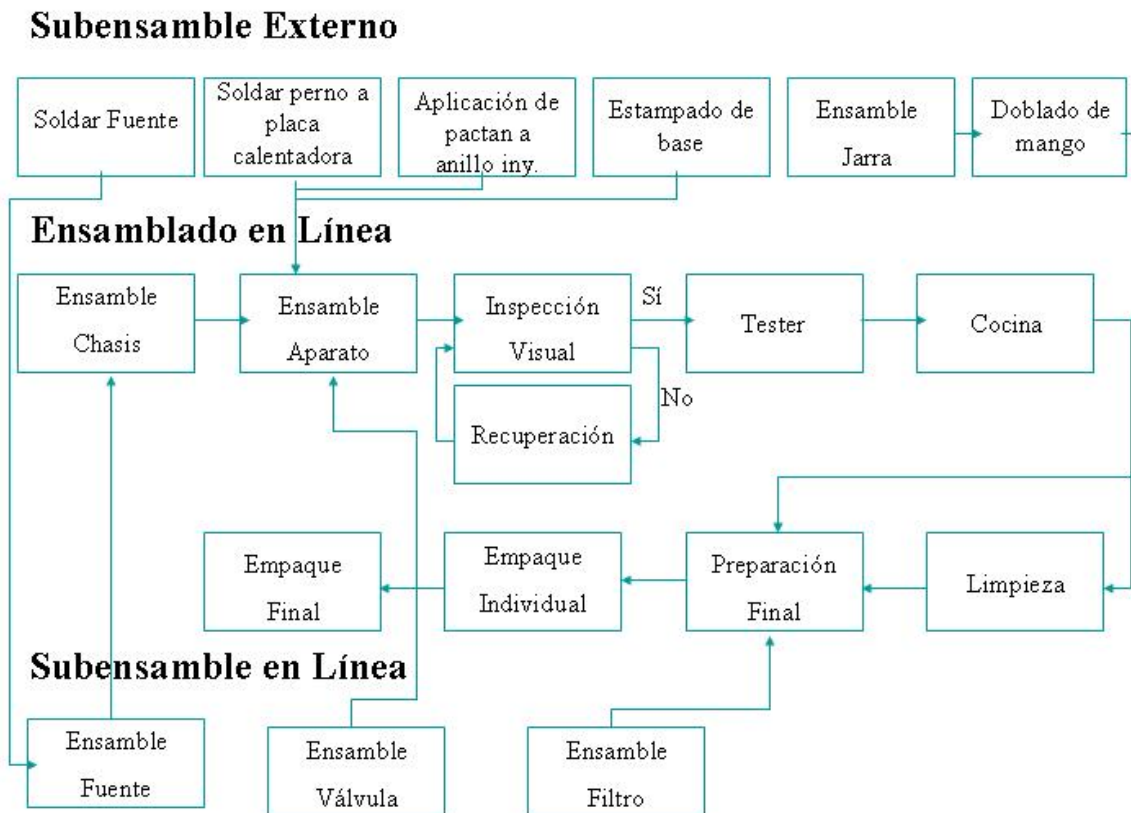 Subensamble Externo
Soldar Fuente
Soldar perno a
placa
calentadora
Aplicación de
pactan a
anillo iny.
Estampado de
base
Ensamble
Jarra
Doblado de
mango
Ensamblado en Línea
Ensamble
Chasis
Ensamble
Aparato
Inspección
Visual
Sí
Tester
Cocina
No
Recuperación
Empaque
Final
Empaque
Individual
Preparación
Final
Limpieza
Subensamble en Línea
Ensamble
Fuente
Ensamble
Válvula
Ensamble
Filtro